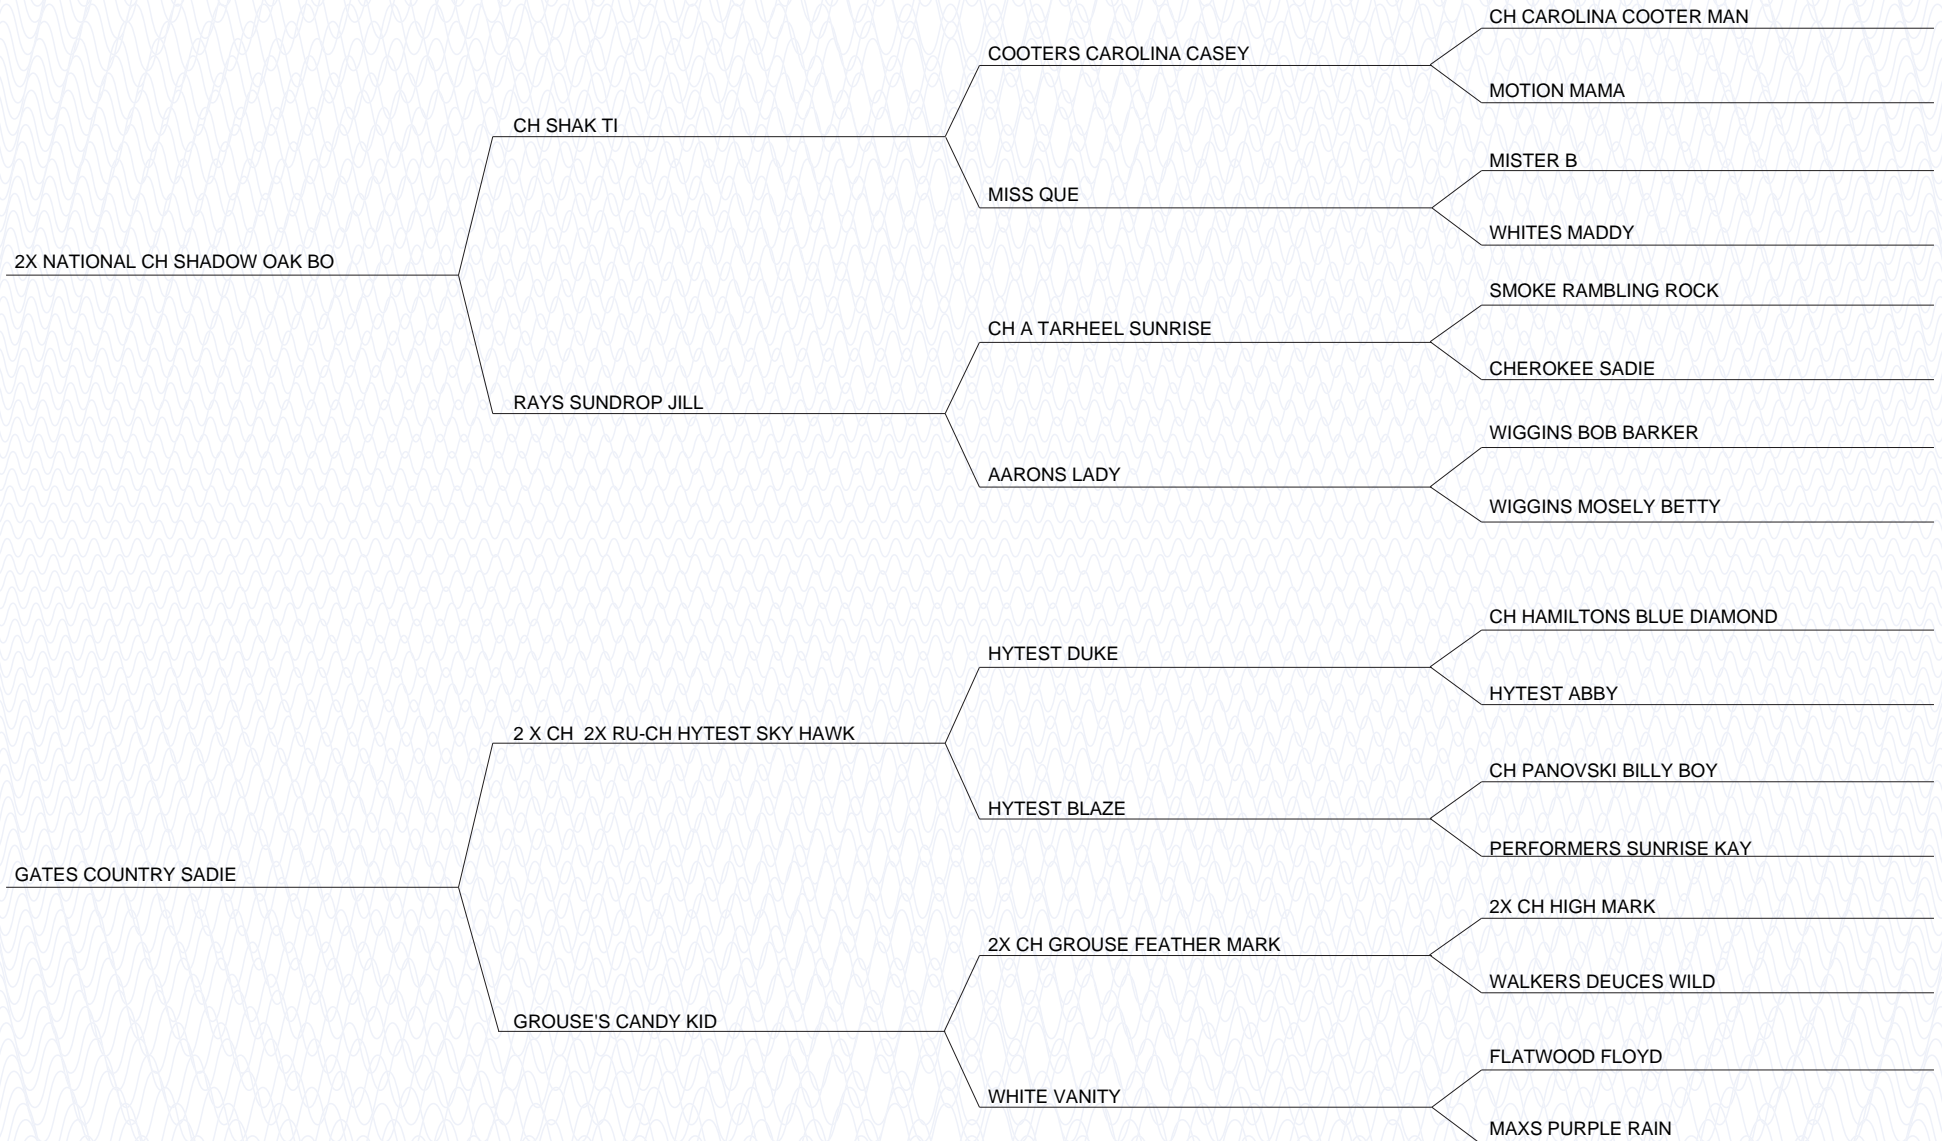 CH CAROLINA COOTER MAN
COOTERS CAROLINA CASEY
MOTION MAMA
CH SHAK TI
MISTER B
MISS QUE
WHITES MADDY
2X NATIONAL CH SHADOW OAK BO
SMOKE RAMBLING ROCK
CH A TARHEEL SUNRISE
CHEROKEE SADIE
RAYS SUNDROP JILL
WIGGINS BOB BARKER
AARONS LADY
WIGGINS MOSELY BETTY
CH HAMILTONS BLUE DIAMOND
HYTEST DUKE
HYTEST ABBY
2 X CH  2X RU-CH HYTEST SKY HAWK
CH PANOVSKI BILLY BOY
HYTEST BLAZE
PERFORMERS SUNRISE KAY
GATES COUNTRY SADIE
2X CH HIGH MARK
2X CH GROUSE FEATHER MARK
WALKERS DEUCES WILD
GROUSE'S CANDY KID
FLATWOOD FLOYD
WHITE VANITY
MAXS PURPLE RAIN